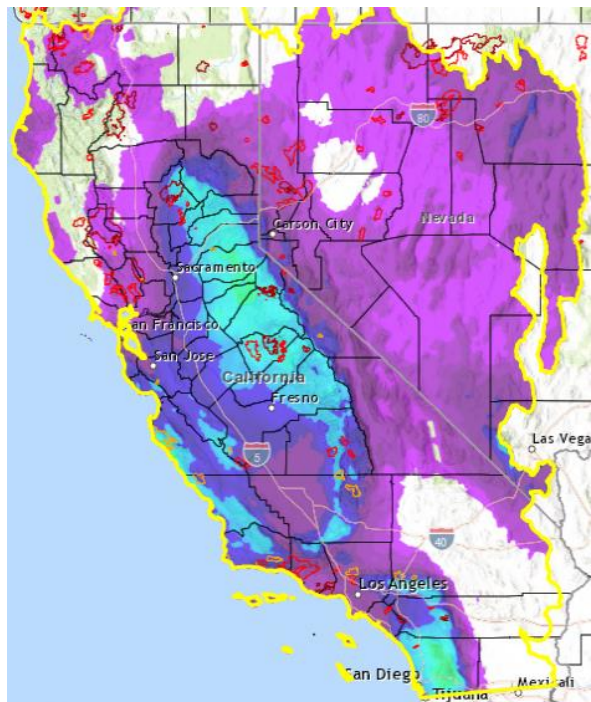 80
Nevada
Carson City
Sacramento
an Francisco
San Jose
California
Fresno
5
Las Vega
40
Los Angeles
San Diego
Tijuana
Mexicali